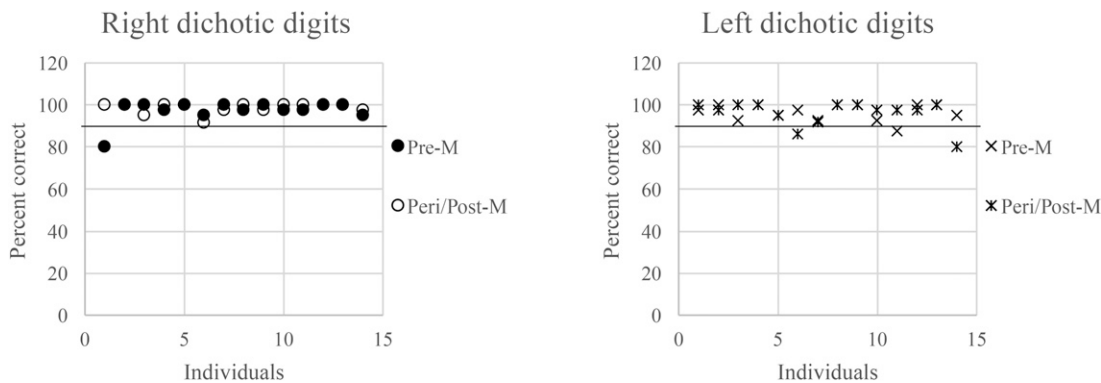 Right dichotic digits
120
100
80
60
40
20
0
Percent correct
0 5 10 15
Individuals
Pre-M
Peri/Post-M
Left dichotic digits
120
100
80
60
40
20
0
Percent correct
0 5 10 15
Individuals
Pre-M
Peri/Post-M